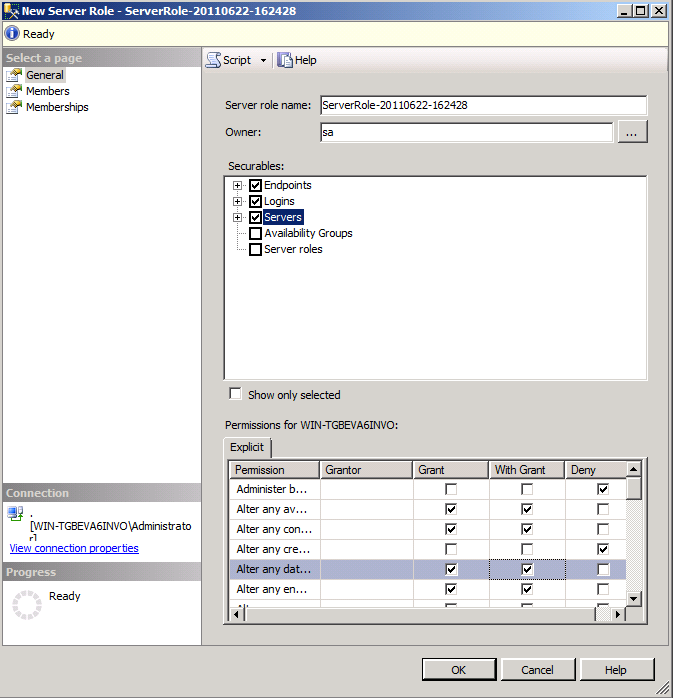 New Server Role - ServerRole-20110622-162428
Ready
Select a page
General
Members
Memberships
Script
Help
Server role name: ServerRole-20110622-162428
Owner: sa ...
Securables:
Endpoints
Logins
Servers
Availability Groups
Server roles
Show only selected
Permissions for WIN-TGBEVA6INVO:
Explicit
Permission Grantor Grant With Grant Deny
Administer b...
Alter any av...
Alter any con...
Alter any cre...
Alter any dat...
Alter any en...
Connection
.
[WIN-TGBEVA6INVO\Administrato
r]
View connection properties
Progress
Ready
OK Cancel Help